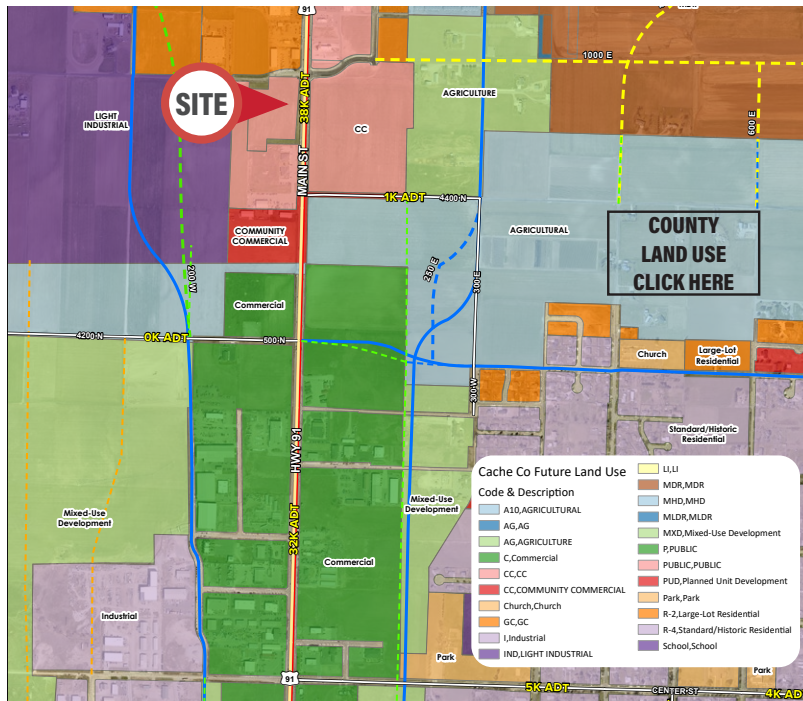 91
1000 E
38K ADT
SITE
LIGHT
INDUSTRIAL
AGRICULTURE
600 E
CC
MAIN ST
1K ADT
4400 N
COMMUNITY
COMMERCIAL
AGRICULTURAL
COUNTY
LAND USE
CLICK HERE
200 W
250 E
300 E
Commercial
4200 N
0K ADT
500 N
Church
Large-Lot
Residential
300 W
Standard/Historic
Residential
HWY 91
32K ADT
Mixed-Use
Development
Mixed-Use
Development
Commercial
Industrial
Park
Park
91
5K ADT
CENTER ST
4K AD
Cache Co Future Land Use
Code & Description
A10,AGRICULTURAL
AG,AG
AG,AGRICULTURE
C,Commercial
CC,CC
CC,COMMUNITY COMMERCIAL
Church,Church
GC,GC
I,Industrial
IND,LIGHT INDUSTRIAL
LI,LI
MDR,MDR
MHD,MHD
MLDR,MLDR
MXD,Mixed-Use Development
P,PUBLIC
PUBLIC,PUBLIC
PUD,Planned Unit Development
Park,Park
R-2,Large-Lot Residential
R-4,Standard/Historic Residential
School,School